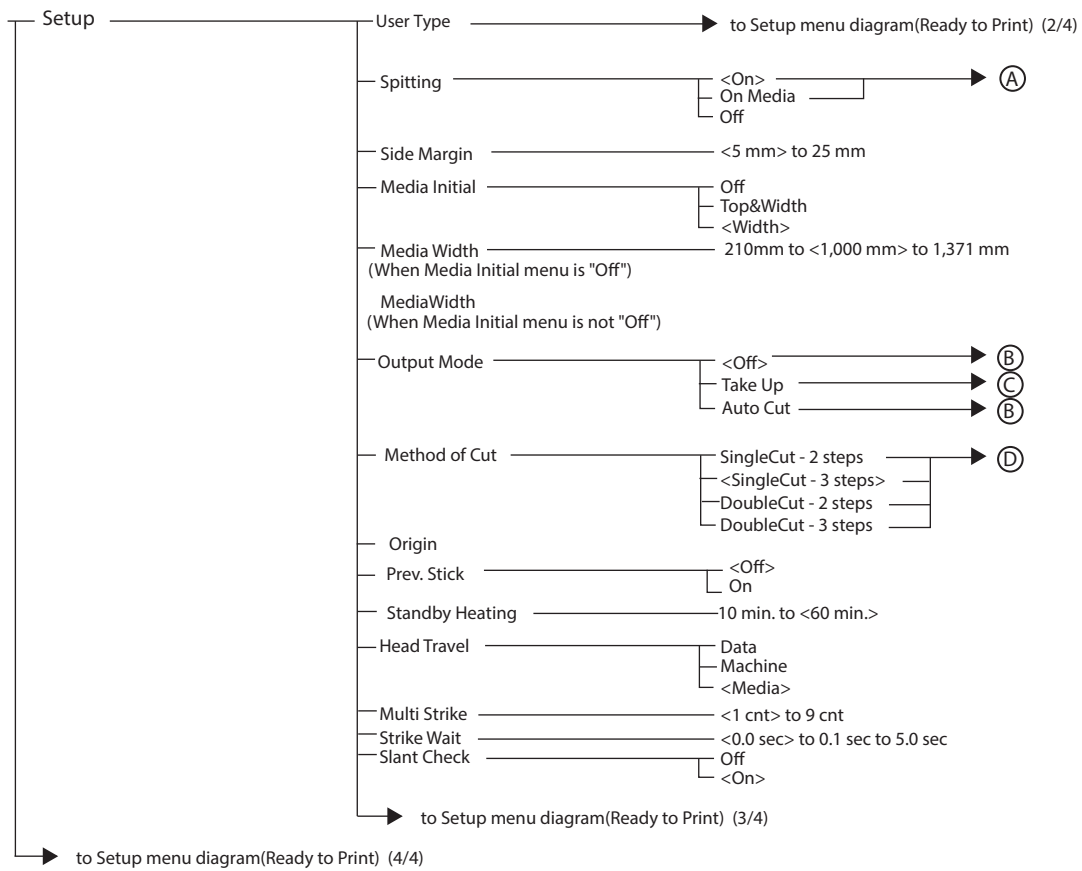 Setup
User Type
to Setup menu diagram(Ready to Print) (2/4)
Spitting
<On>
A
On Media
Off
Side Margin
<5 mm> to 25 mm
Media Initial
Off
Top&Width
<Width>
Media Width
210mm to <1,000 mm> to 1,371 mm
(When Media Initial menu is "Off")
MediaWidth
(When Media Initial menu is not "Off")
Output Mode
<Off>
B
Take Up
C
Auto Cut
B
Method of Cut
SingleCut - 2 steps
D
<SingleCut - 3 steps>
DoubleCut - 2 steps
DoubleCut - 3 steps
Origin
Prev. Stick
<Off>
On
Standby Heating
10 min. to <60 min.>
Head Travel
Data
Machine
<Media>
Multi Strike
<1 cnt> to 9 cnt
Strike Wait
<0.0 sec> to 0.1 sec to 5.0 sec
Slant Check
Off
<On>
to Setup menu diagram(Ready to Print) (3/4)
to Setup menu diagram(Ready to Print) (4/4)